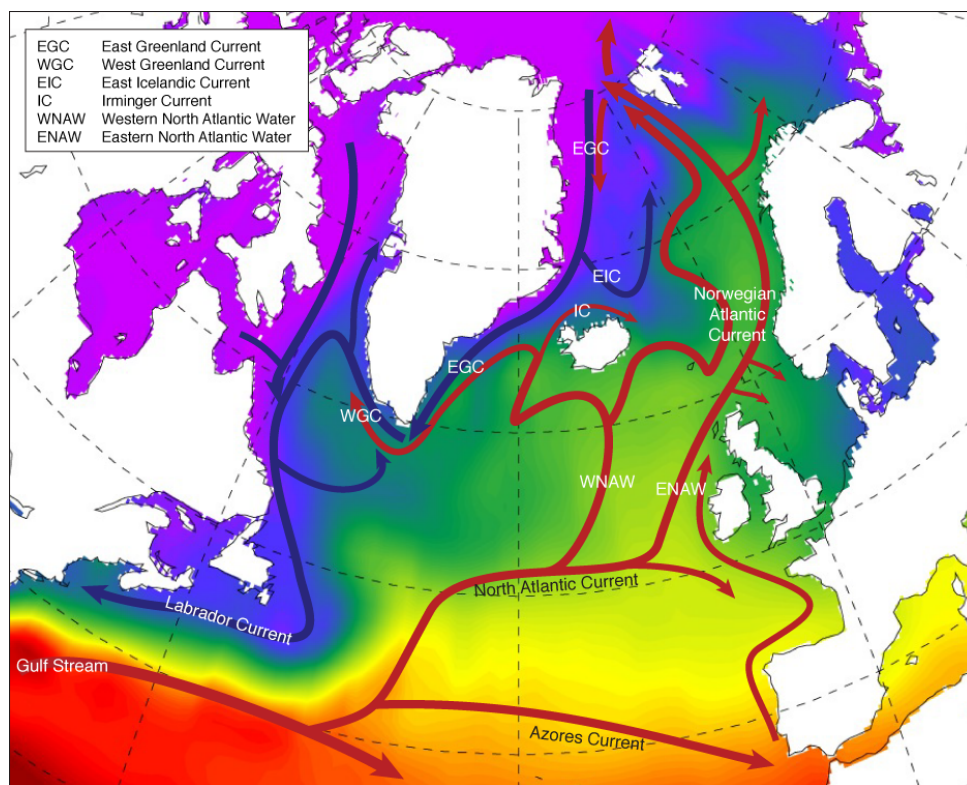 EGC East Greenland Current
WGC West Greenland Current
EIC East Icelandic Current
IC Irminger Current
WNAW Western North Atlantic Water
ENAW Eastern North Atlantic Water
EGC
EIC
Norwegian
Atlantic
Current
IC
EGC
WGC
WNAW
ENAW
North Atlantic Current
Labrador Current
Gulf Stream
Azores Current